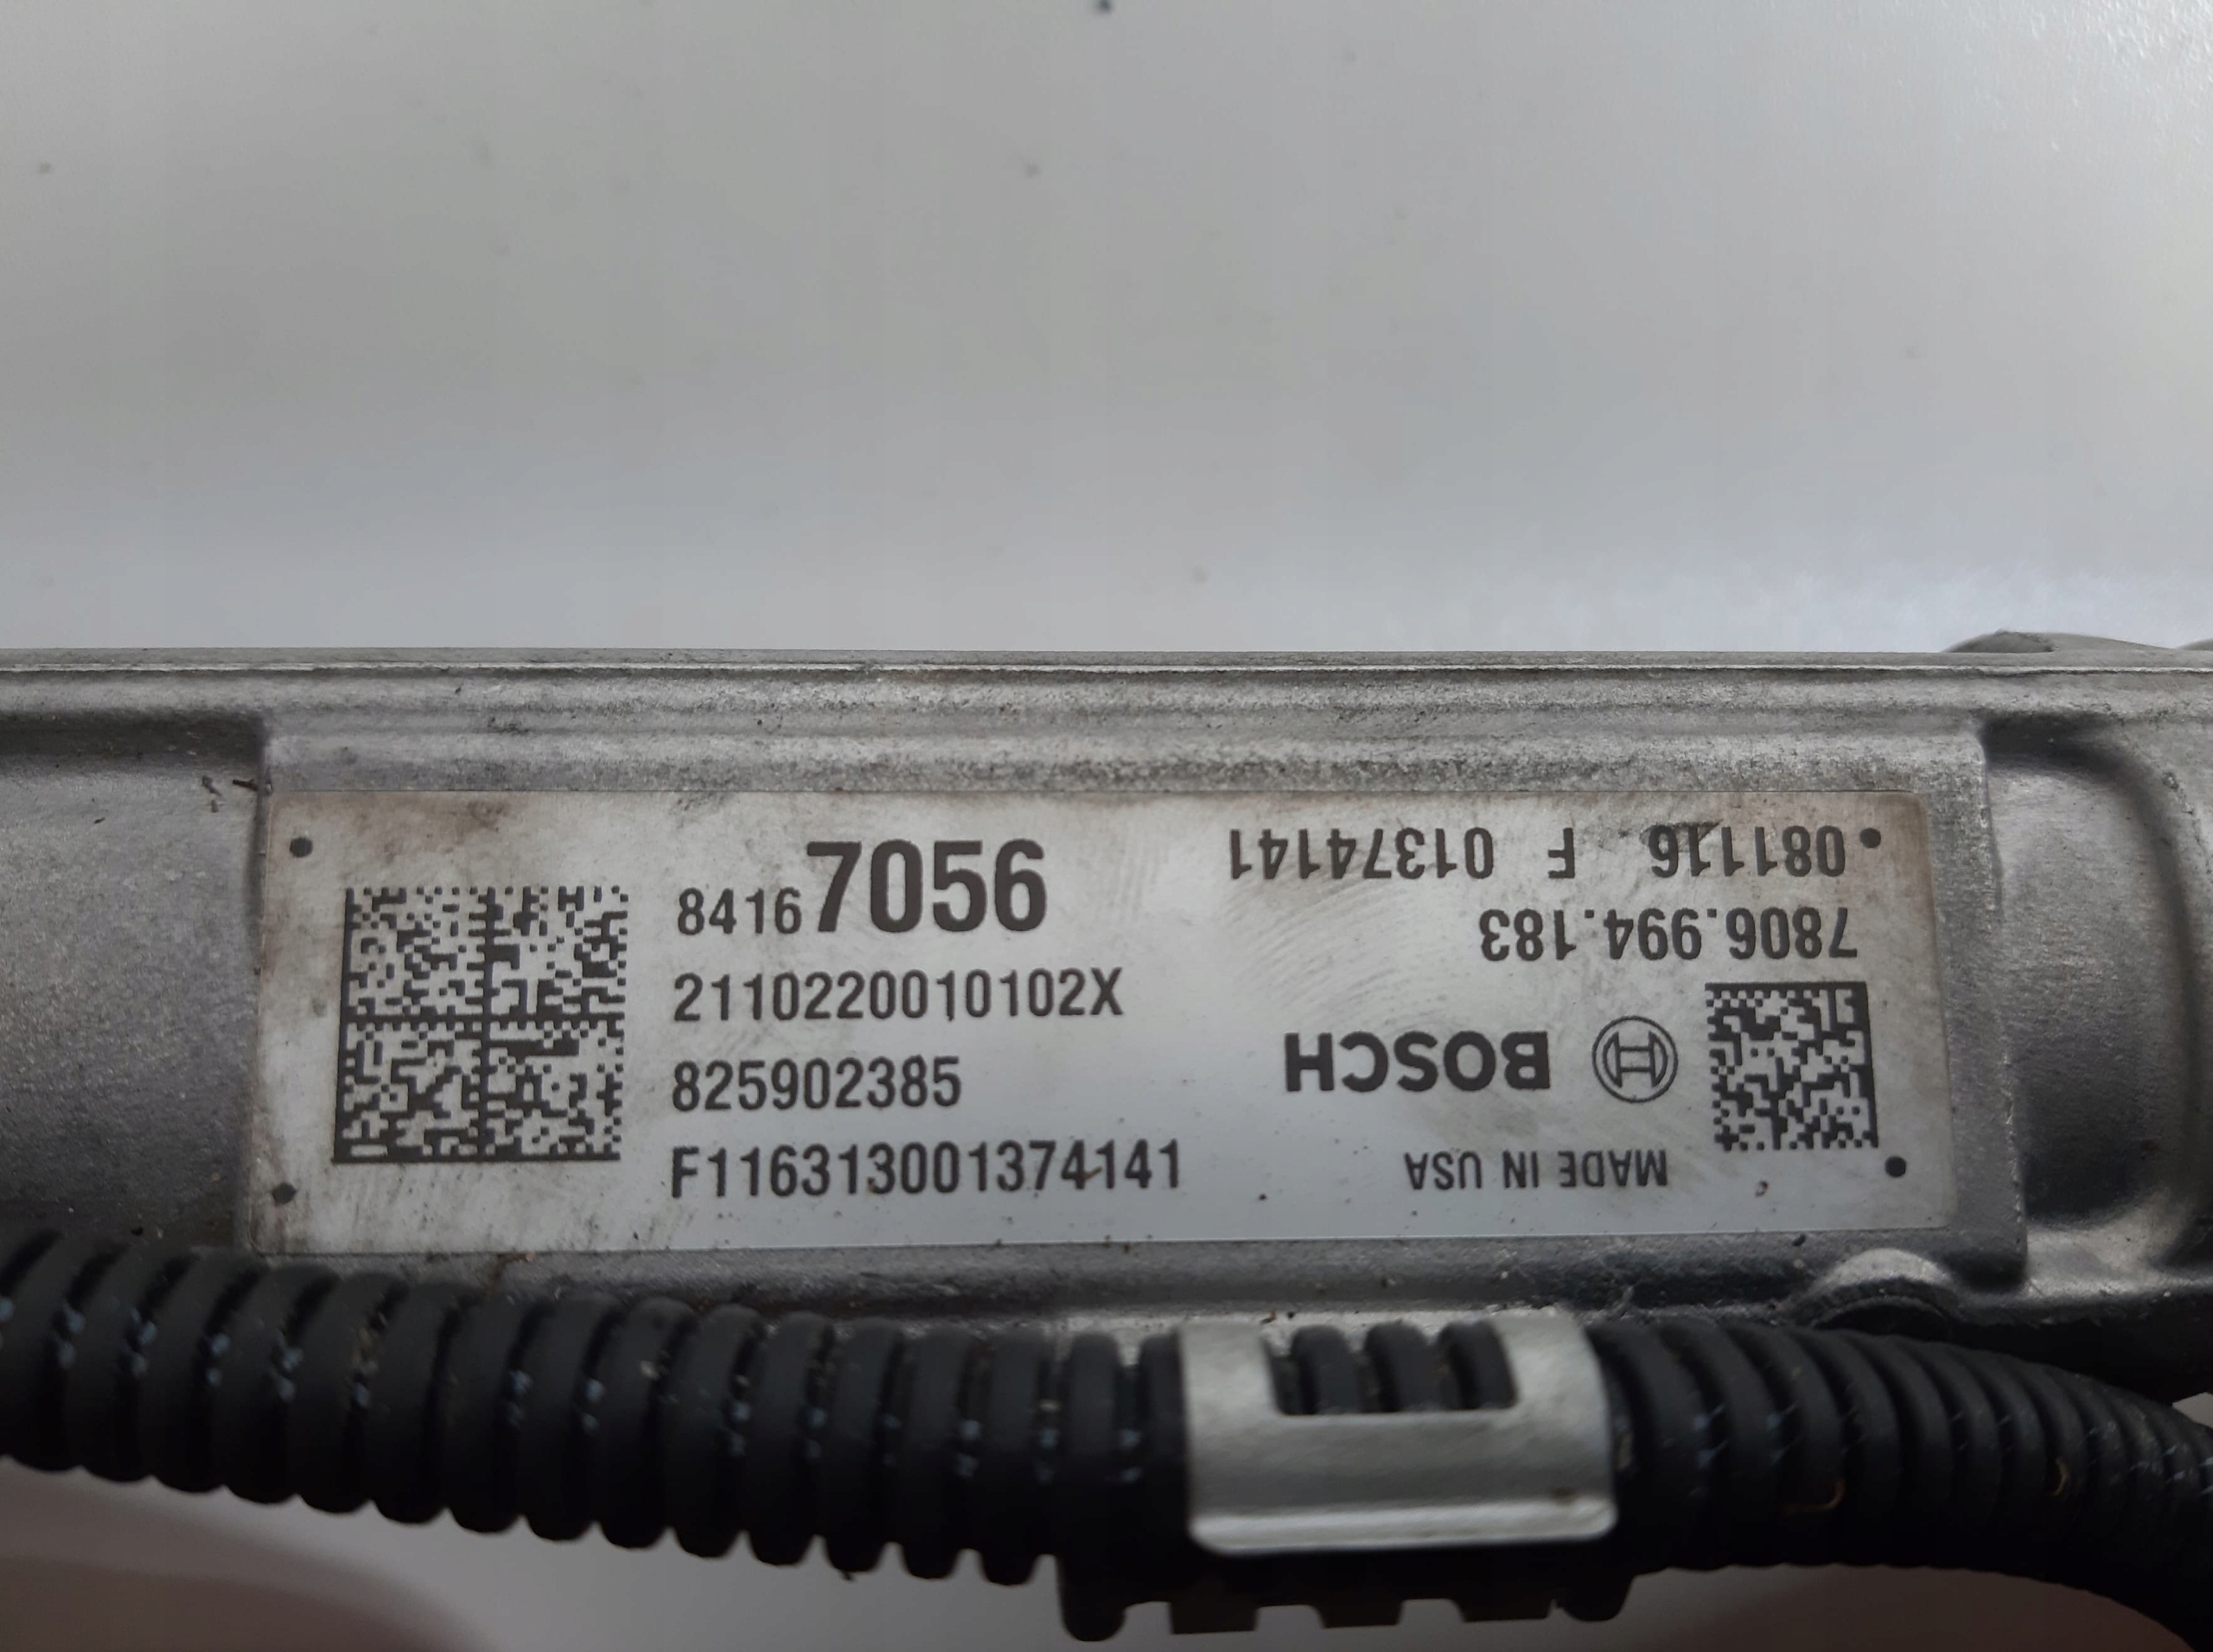 84167056
2110220010102X
825902385
F116313001374141
MADE IN USA
BOSCH
7806.994.183
081116 F 01374141